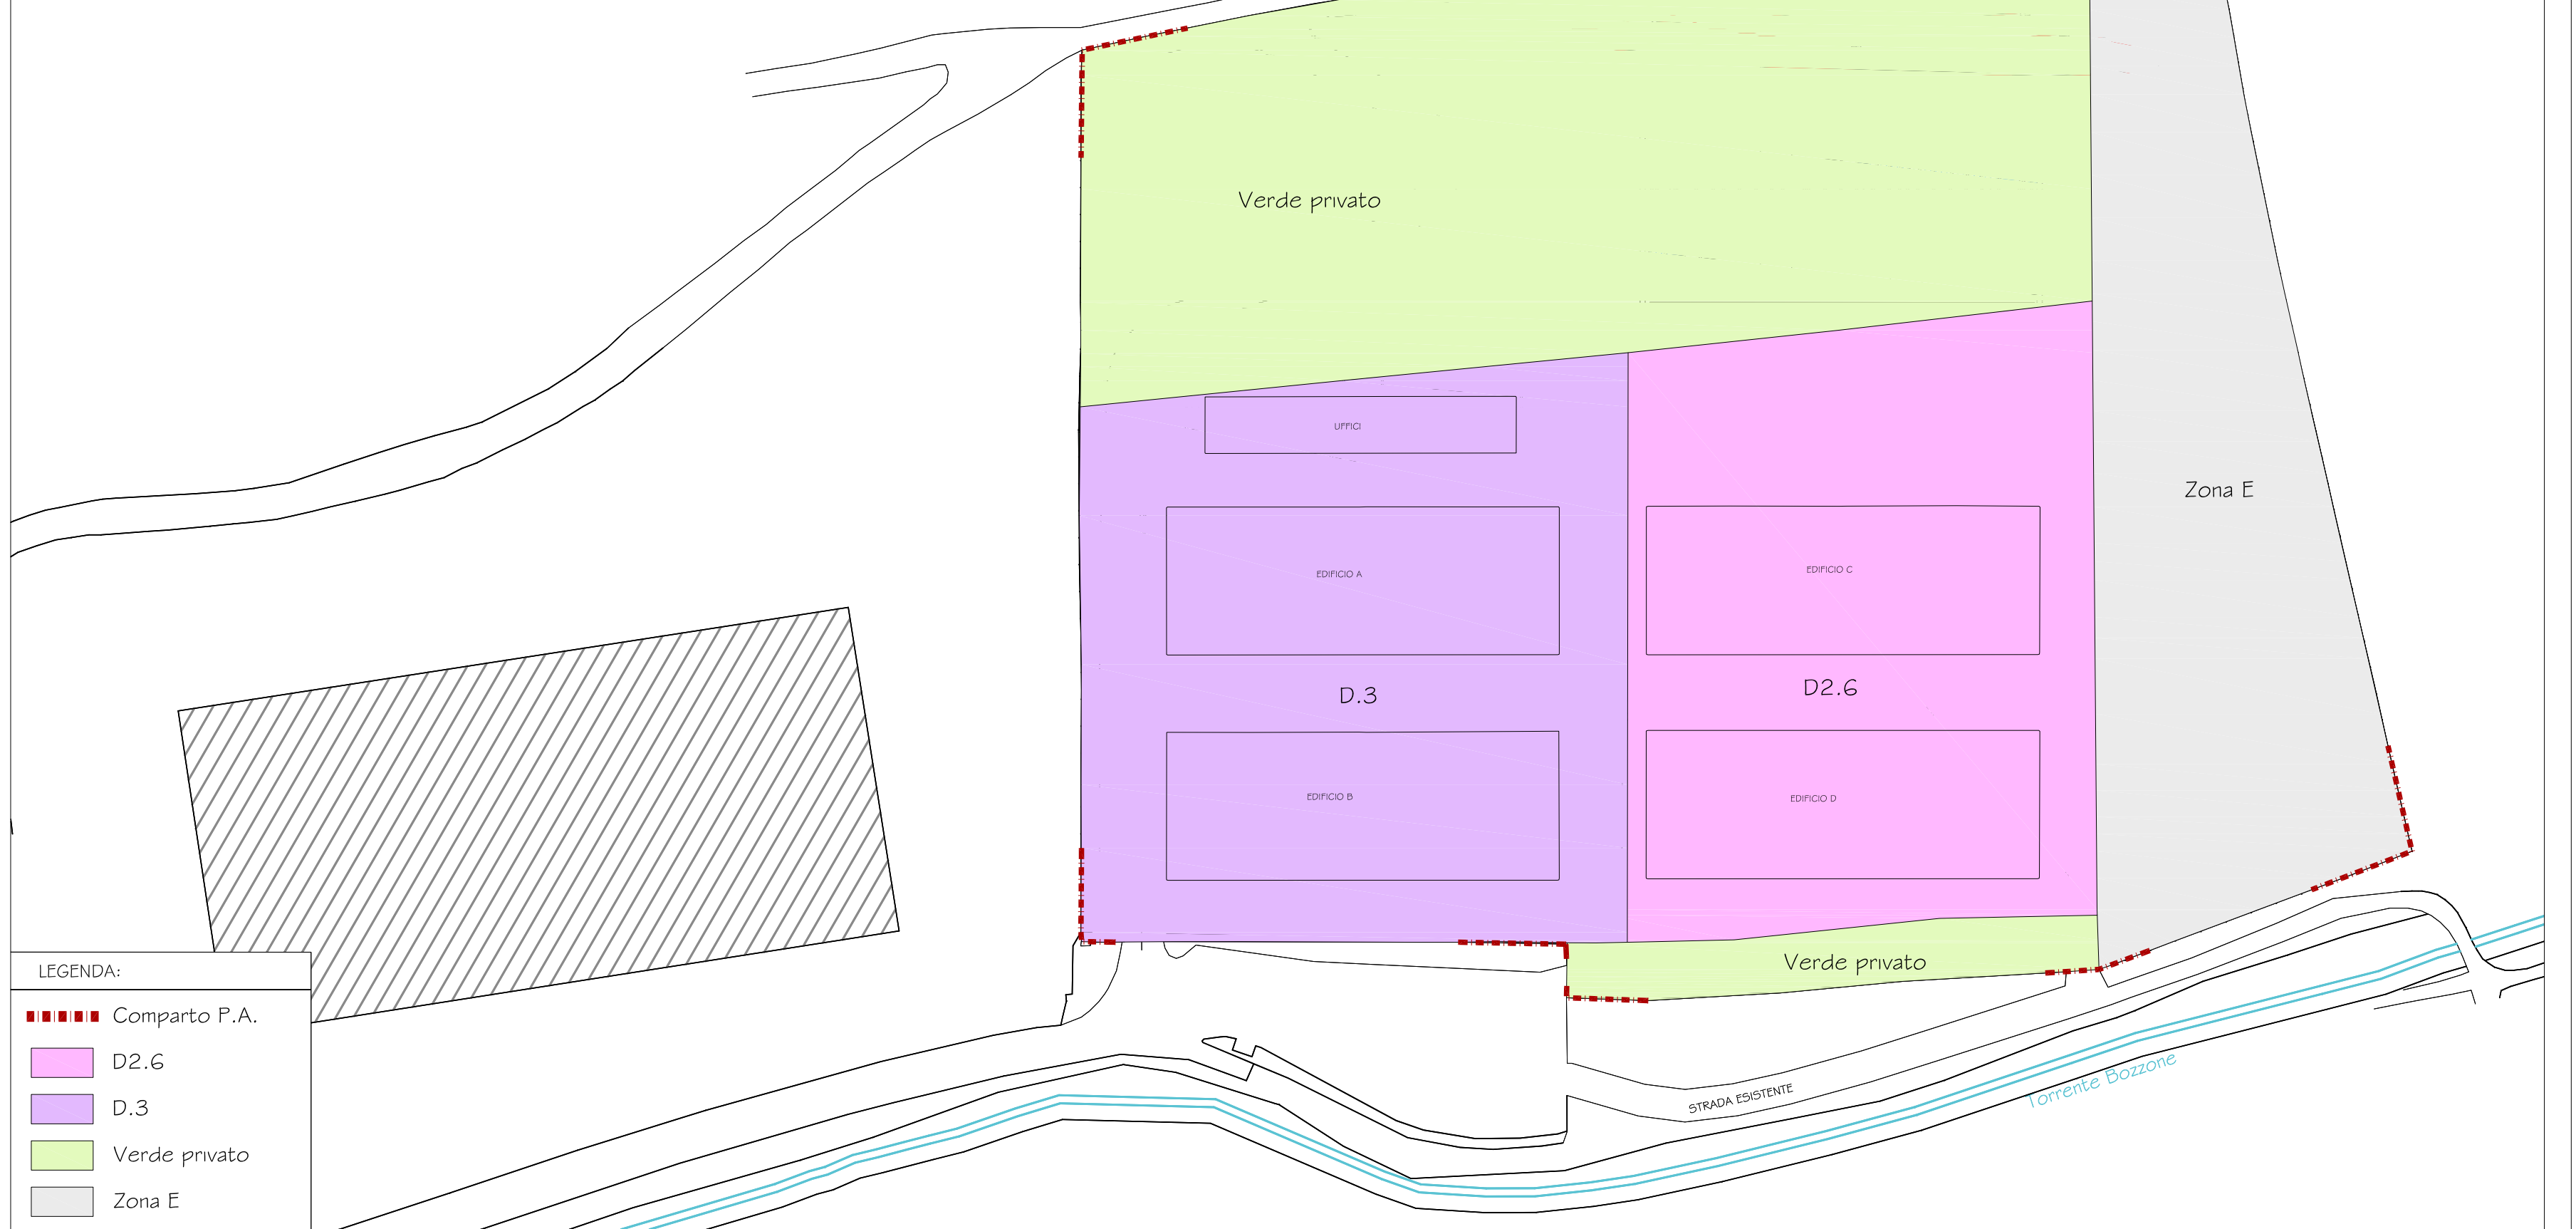 Verde privato
UFFICI
Zona E
EDIFICIO A
EDIFICIO C
D.3
D2.6
EDIFICIO B
EDIFICIO D
Verde privato
STRADA ESISTENTE
Torrente Bozzone
LEGENDA:
Comparto P.A.
D2.6
D.3
Verde privato
Zona E